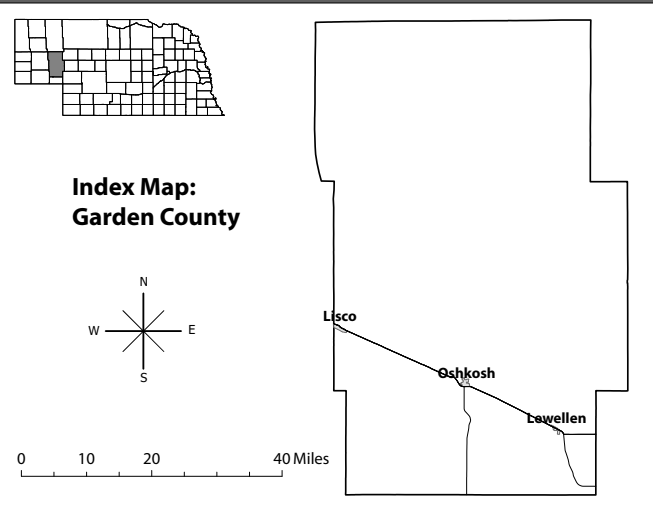 Index Map:
Garden County
N
W E
S
0 10 20 40 Miles
Lisco
Oshkosh
Lewellen